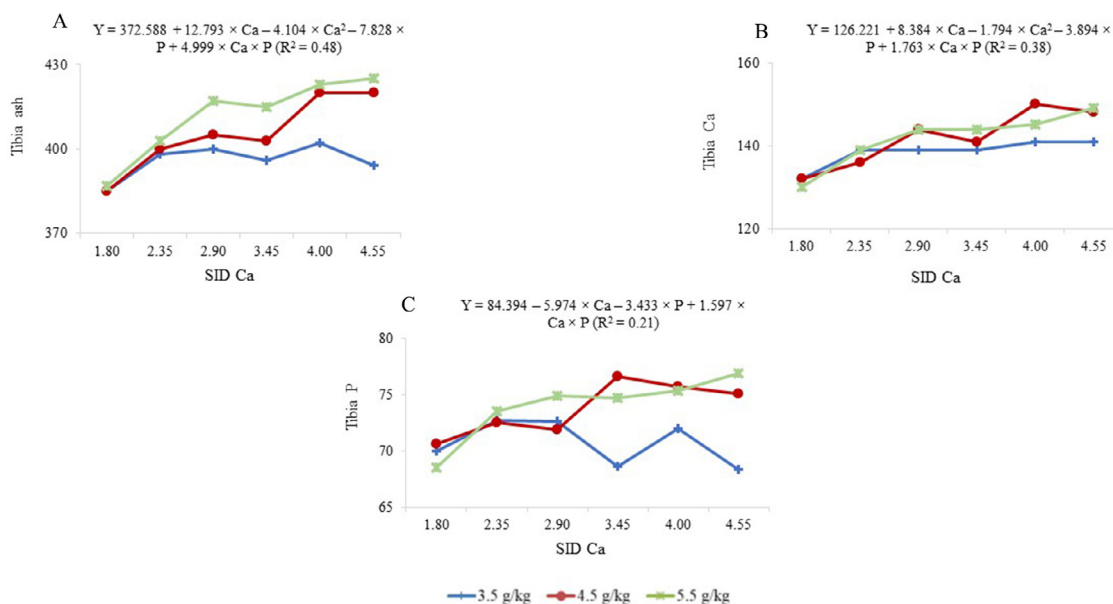 A
Y = 372.588 + 12.793 × Ca – 4.104 × Ca² – 7.828 ×
P + 4.999 × Ca × P (R² = 0.48)
430
400
370
Tibia ash
1.80 2.35 2.90 3.45 4.00 4.55
SID Ca
B
Y = 126.221 + 8.384 × Ca – 1.794 × Ca² – 3.894 ×
P + 1.763 × Ca × P (R² = 0.38)
160
140
120
Tibia Ca
1.80 2.35 2.90 3.45 4.00 4.55
SID Ca
C
Y = 84.394 – 5.974 × Ca – 3.433 × P + 1.597 ×
Ca × P (R² = 0.21)
80
75
70
65
Tibia P
1.80 2.35 2.90 3.45 4.00 4.55
SID Ca
3.5 g/kg 4.5 g/kg 5.5 g/kg